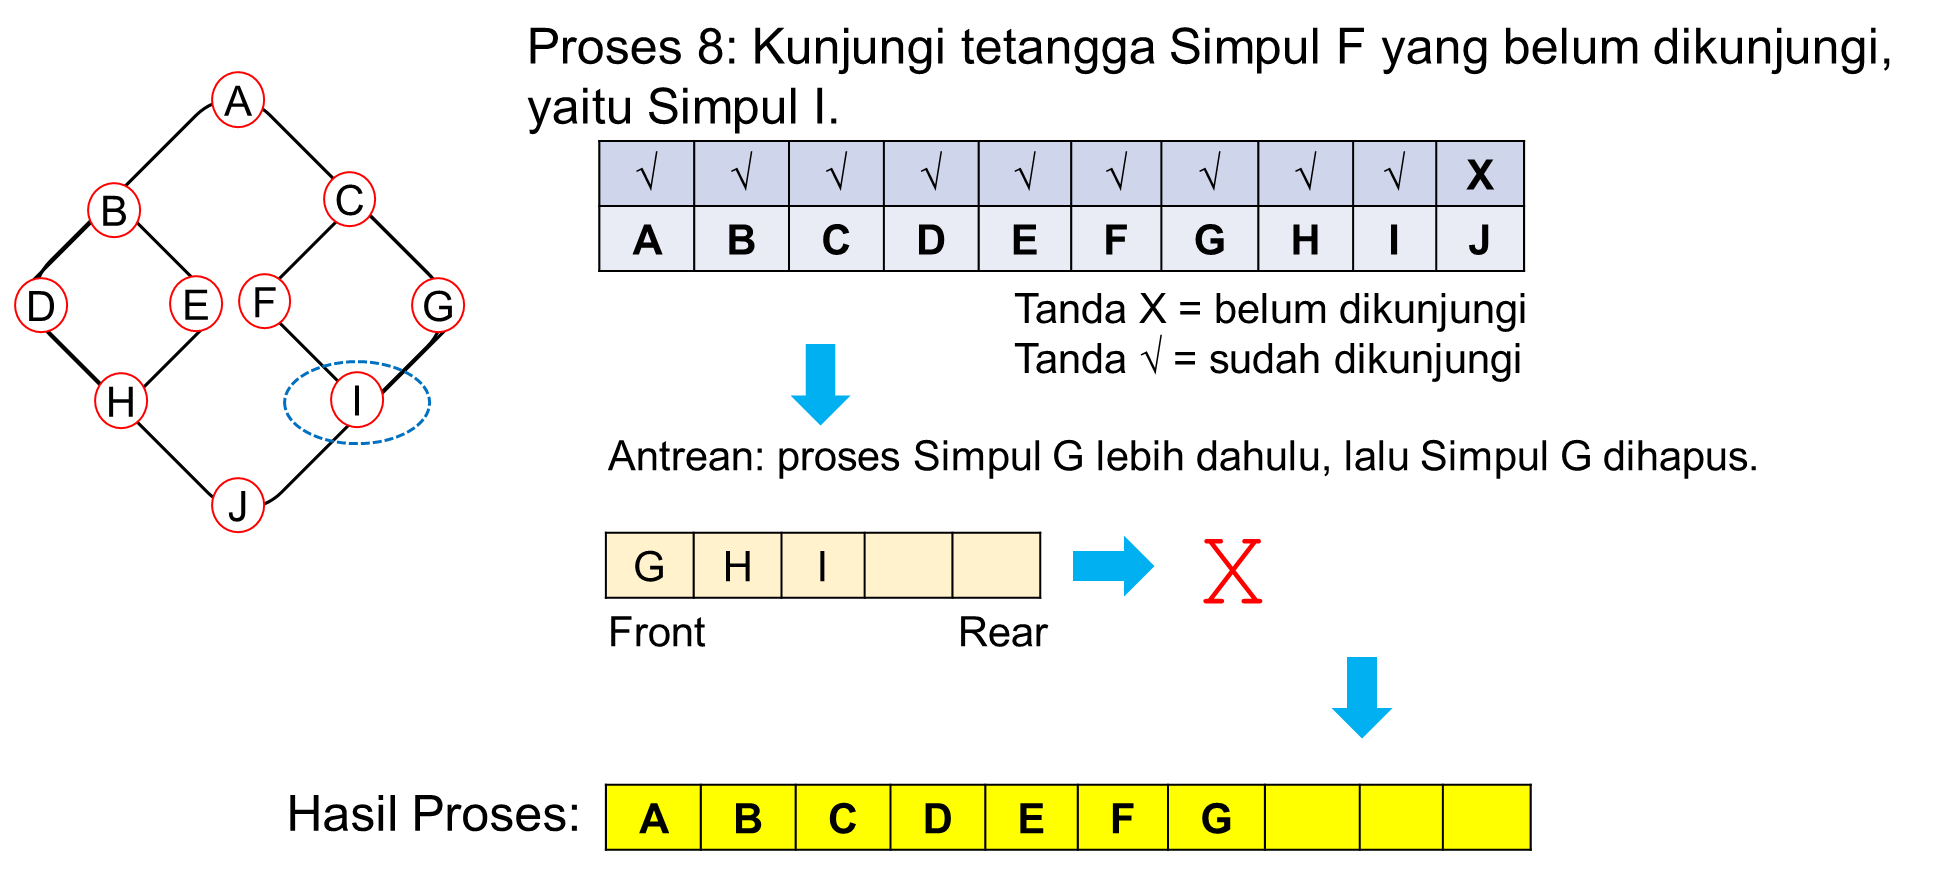 Proses 8: Kunjungi tetangga Simpul F yang belum dikunjungi,
yaitu Simpul I.
A
B C
D E F G
H I
J
√ √ √ √ √ √ √ √ √ X
A B C D E F G H I J
Tanda X = belum dikunjungi
Tanda √ = sudah dikunjungi
Antrean: proses Simpul G lebih dahulu, lalu Simpul G dihapus.
G H I X
Front Rear
Hasil Proses: A B C D E F G